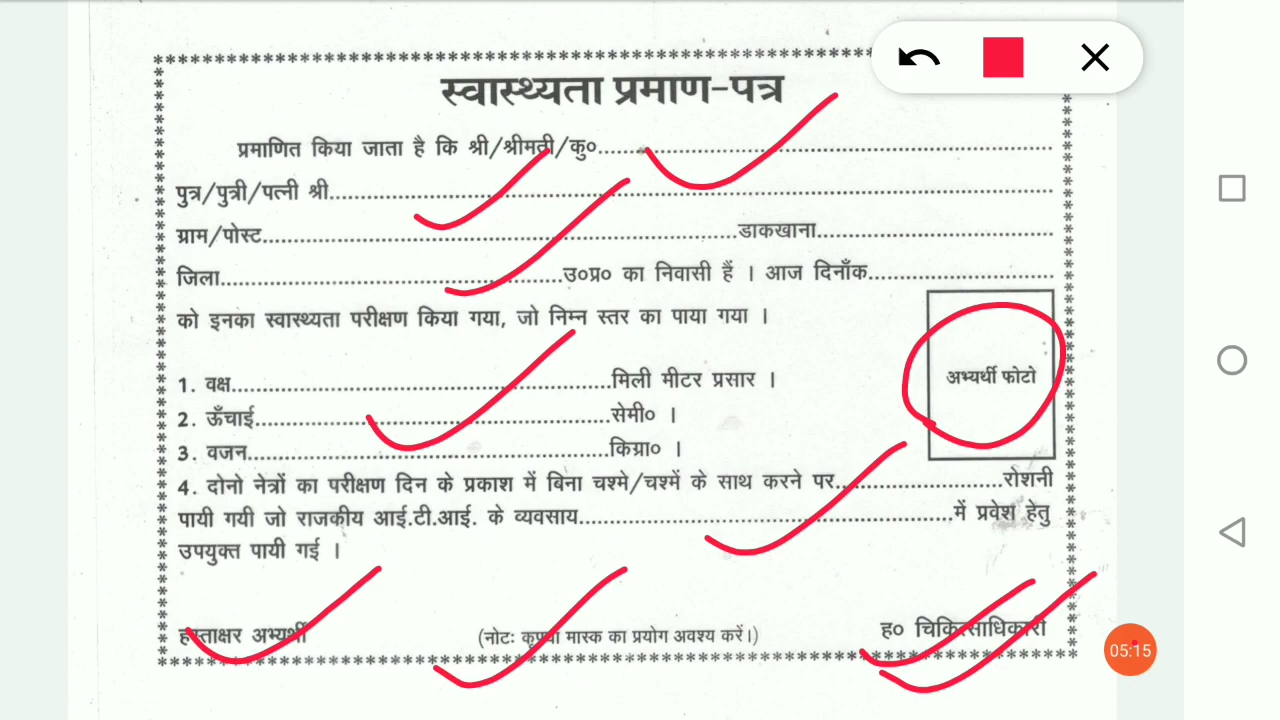 स्वास्थ्यता प्रमाण-पत्र
प्रमाणित किया जाता है कि श्री/श्रीमती/कु०..........................................................
पुत्र/पुत्री/पत्नी श्री..........................................................................................
ग्राम/पोस्ट............................................................डाकखाना..............................
जिला...........................................उ०प्र० का निवासी हैं । आज दिनाँक........................
को इनका स्वास्थ्यता परीक्षण किया गया, जो निम्न स्तर का पाया गया ।
अभ्यर्थी फोटो
1. वक्ष................................................मिली मीटर प्रसार ।
2. ऊँचाई.............................................सेमी० ।
3. वजन..............................................किग्रा० ।
4. दोनो नेत्रों का परीक्षण दिन के प्रकाश में बिना चश्मे/चश्में के साथ करने पर......................रोशनी
पायी गयी जो राजकीय आई.टी.आई. के व्यवसाय..................................................में प्रवेश हेतु
उपयुक्त पायी गई ।
हस्ताक्षर अभ्यर्थी (नोटः कृपया मास्क का प्रयोग अवश्य करें।) ह० चिकित्साधिकारी
05:15